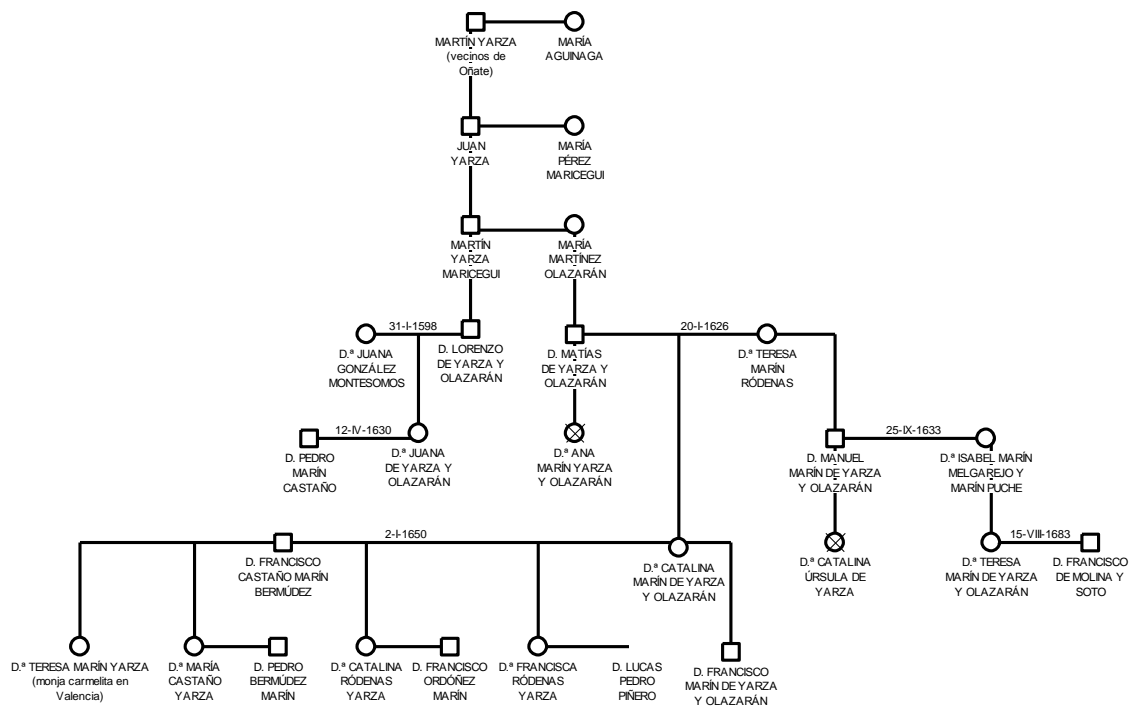 MARTÍN YARZA
(vecinos de
Oñate)
MARÍA
AGUINAGA
JUAN
YARZA
MARÍA
PÉREZ
MARICEGUI
MARTÍN
YARZA
MARICEGUI
MARÍA
MARTÍNEZ
OLAZARÁN
31-I-1598
20-I-1626
D.ª JUANA
GONZÁLEZ
MONTESOMOS
D. LORENZO
DE YARZA Y
OLAZARÁN
D. MATÍAS
DE YARZA Y
OLAZARÁN
D.ª TERESA
MARÍN
RÓDENAS
12-IV-1630
25-IX-1633
D. PEDRO
MARÍN
CASTAÑO
D.ª JUANA
DE YARZA Y
OLAZARÁN
D.ª ANA
MARÍN YARZA
Y OLAZARÁN
D. MANUEL
MARÍN DE YARZA
Y OLAZARÁN
D.ª ISABEL MARÍN
MELGAREJO Y
MARÍN PUCHE
2-I-1650
15-VIII-1683
D. FRANCISCO
CASTAÑO MARÍN
BERMÚDEZ
D.ª CATALINA
MARÍN DE YARZA
Y OLAZARÁN
D.ª CATALINA
ÚRSULA DE
YARZA
D.ª TERESA
MARÍN DE YARZA
Y OLAZARÁN
D. FRANCISCO
DE MOLINA Y
SOTO
D.ª TERESA MARÍN YARZA
(monja carmelita en
Valencia)
D.ª MARÍA
CASTAÑO
YARZA
D. PEDRO
BERMÚDEZ
MARÍN
D.ª CATALINA
RÓDENAS
YARZA
D. FRANCISCO
ORDÓÑEZ
MARÍN
D.ª FRANCISCA
RÓDENAS
YARZA
D. LUCAS
PEDRO
PIÑERO
D. FRANCISCO
MARÍN DE YARZA
Y OLAZARÁN